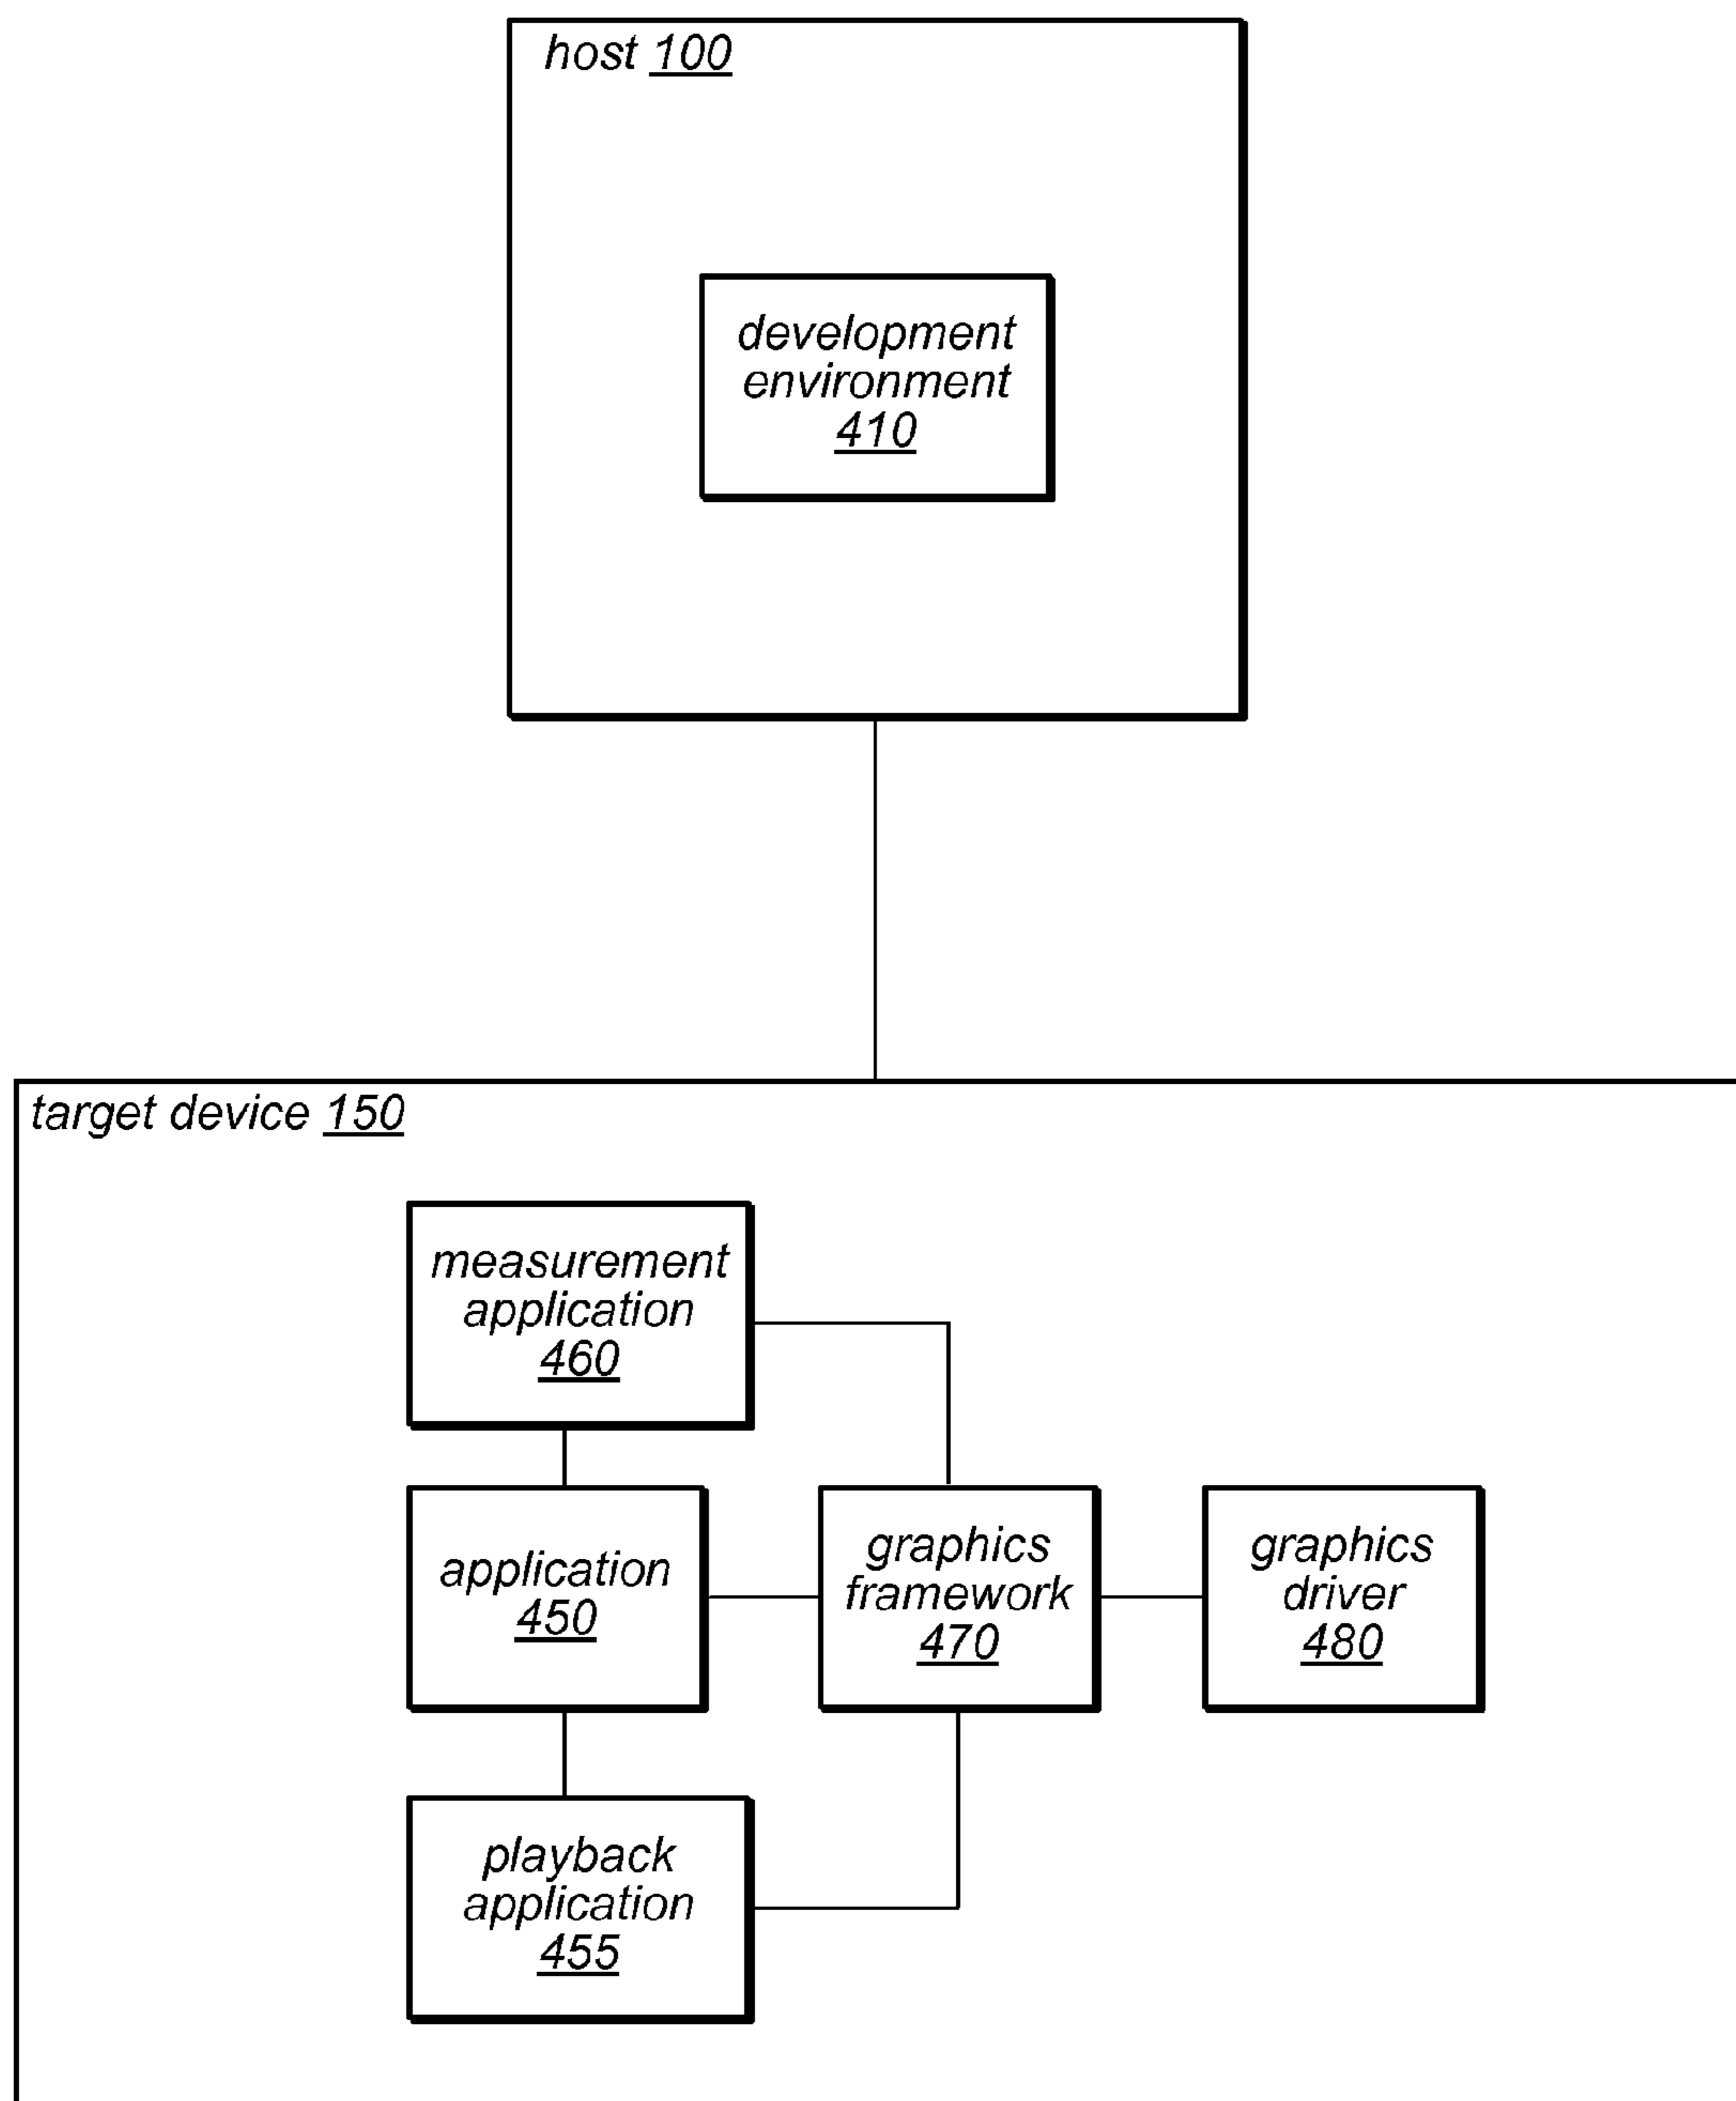 host 100
development
environment
410
target device 150
measurement
application
460
application
450
graphics
framework
470
graphics
driver
480
playback
application
455